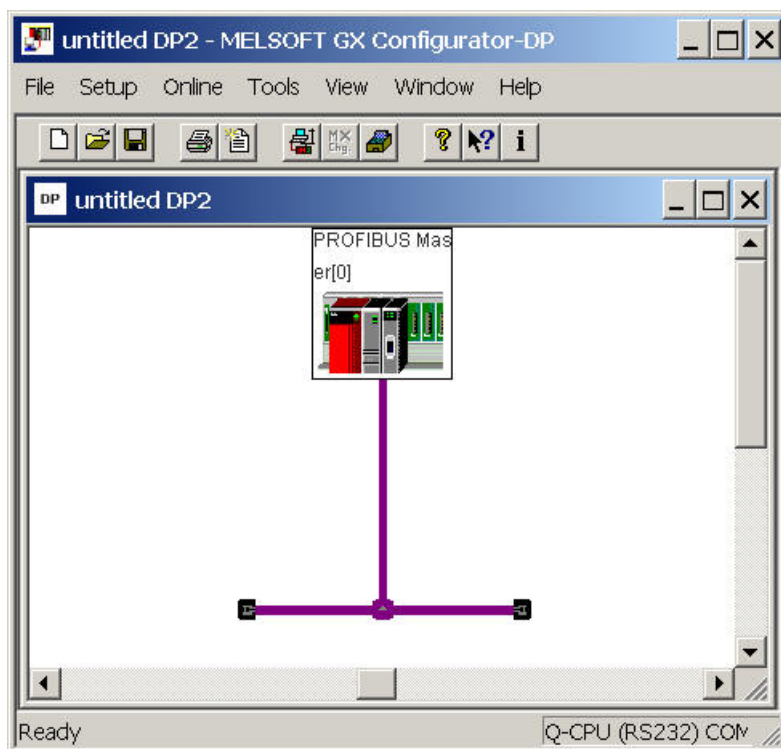 untitled DP2 - MELSOFT GX Configurator-DP
File Setup Online Tools View Window Help
MX
Chg.
DP untitled DP2
PROFIBUS Mas
er[0]
Ready
Q-CPU (RS232) COM